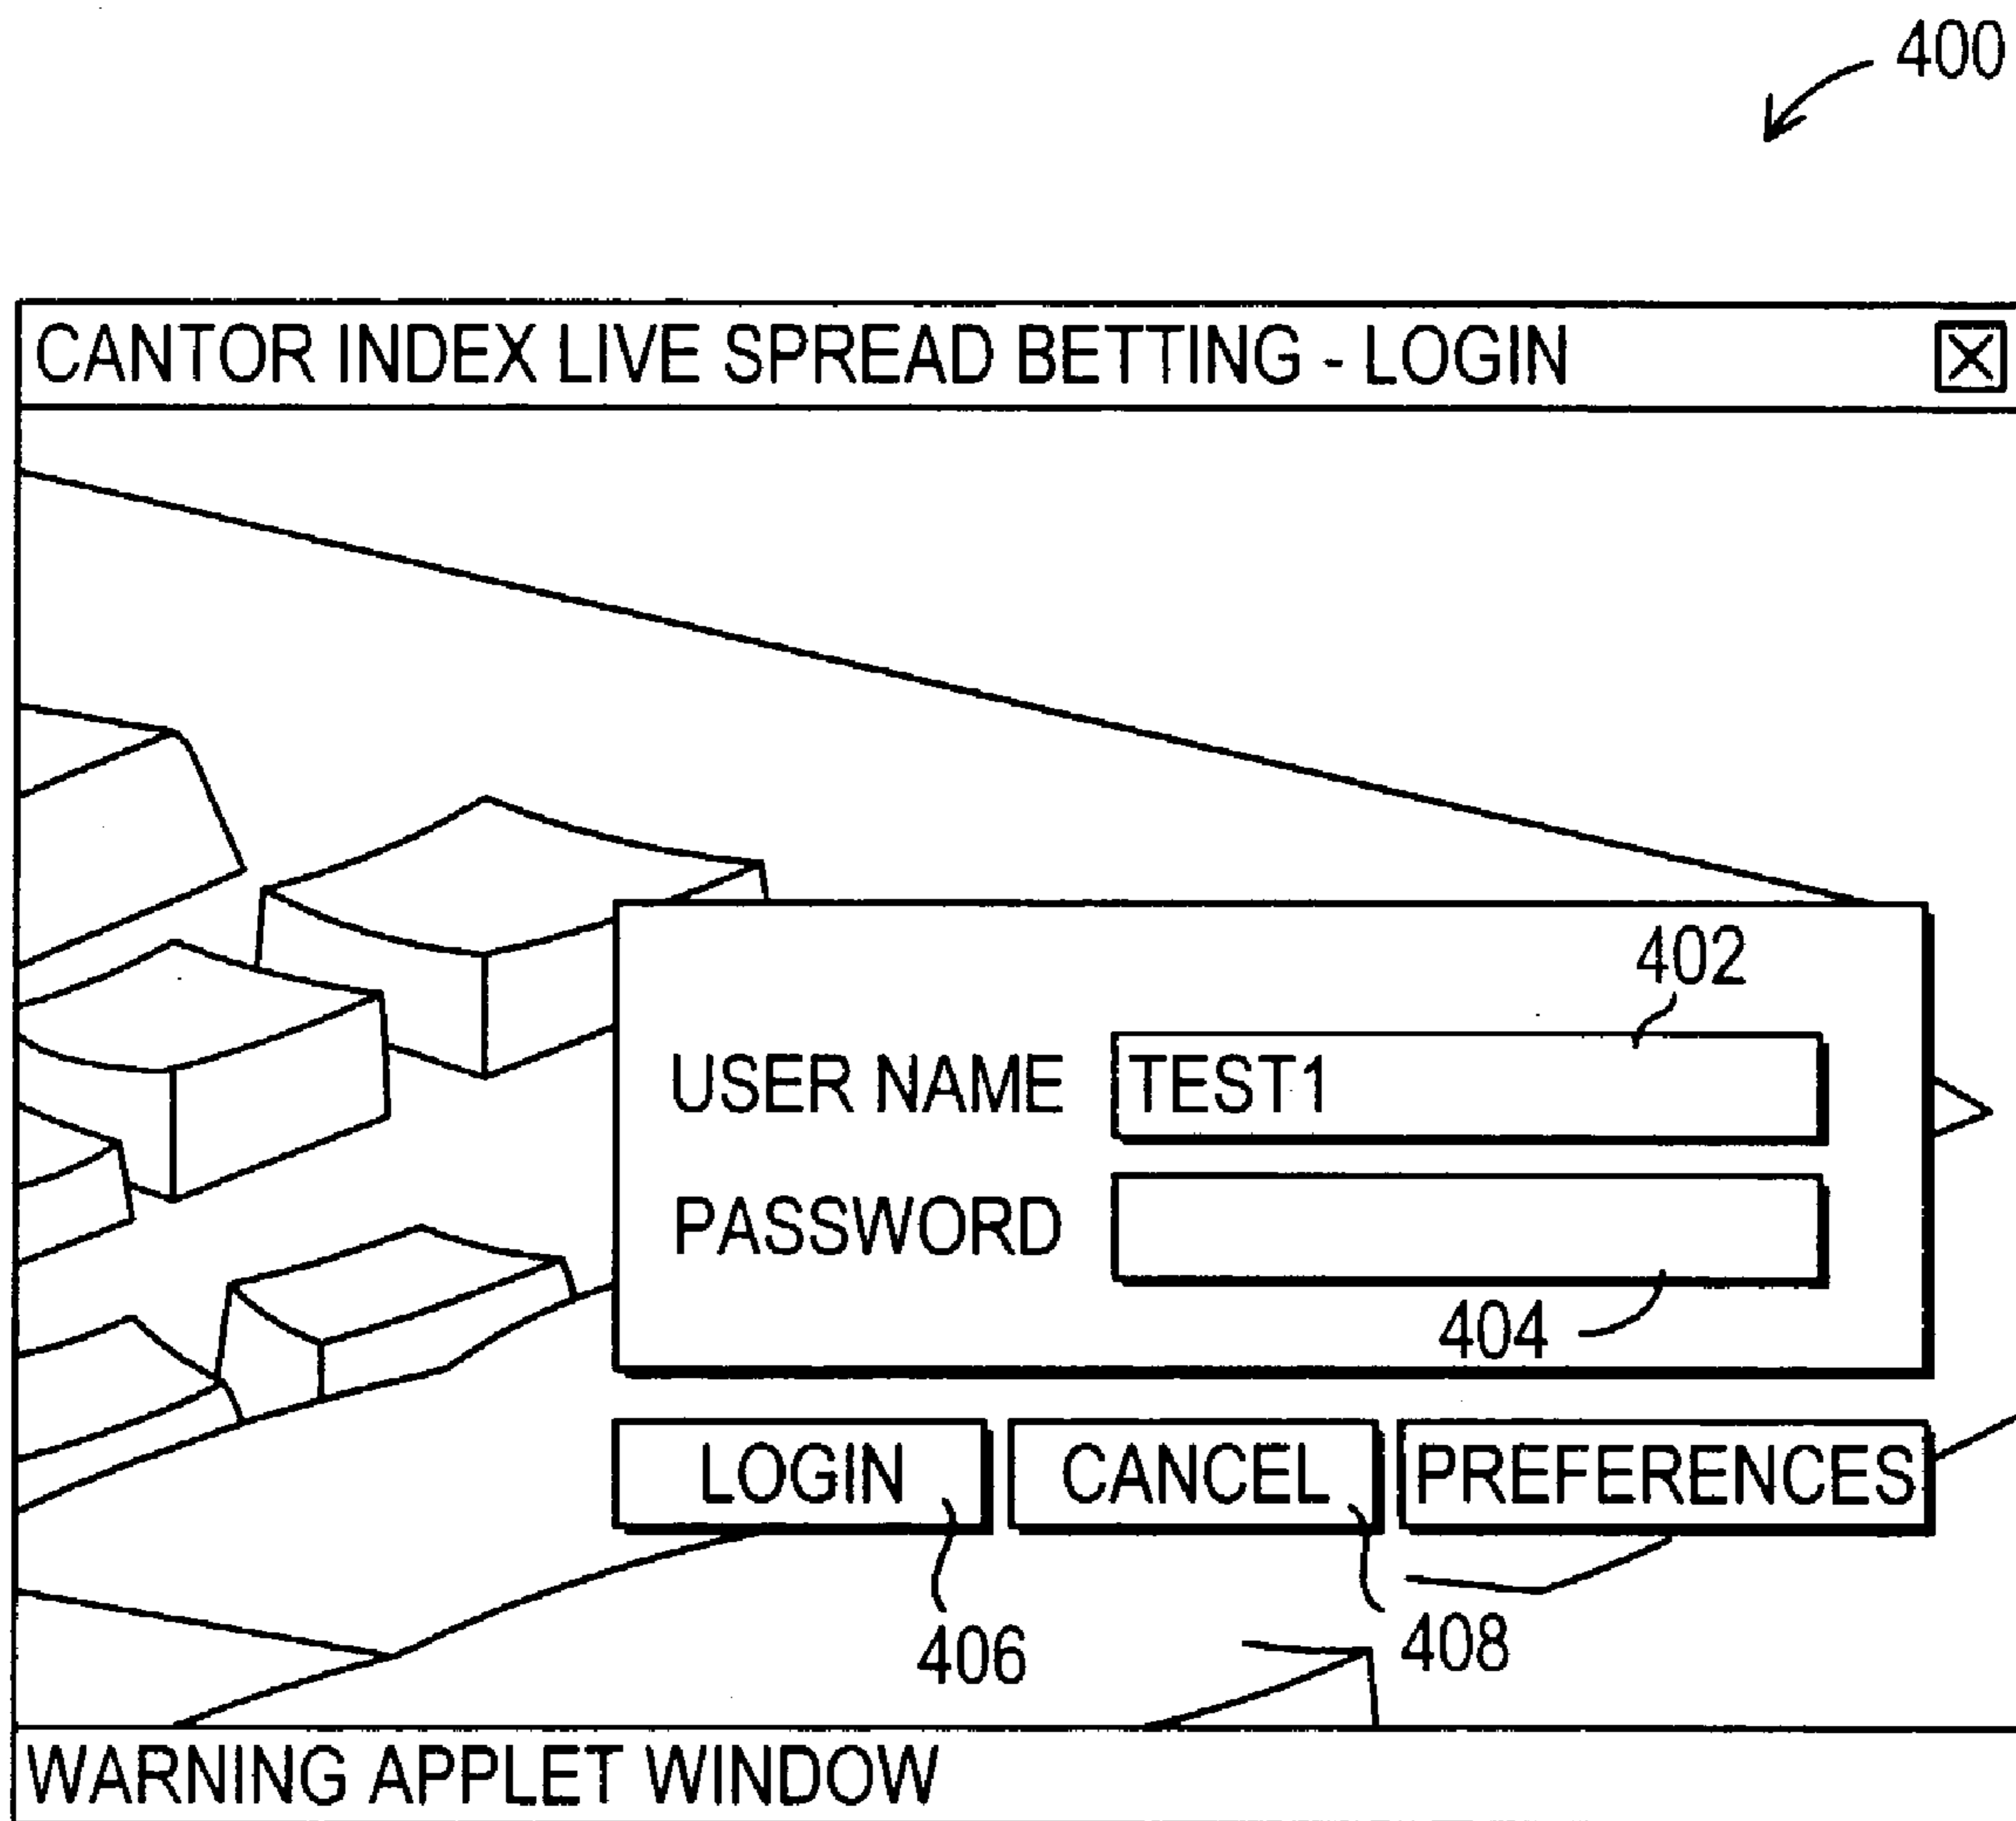 400
CANTOR INDEX LIVE SPREAD BETTING - LOGIN
402
USER NAME TEST1
PASSWORD
404
LOGIN CANCEL PREFERENCES
406 408
WARNING APPLET WINDOW